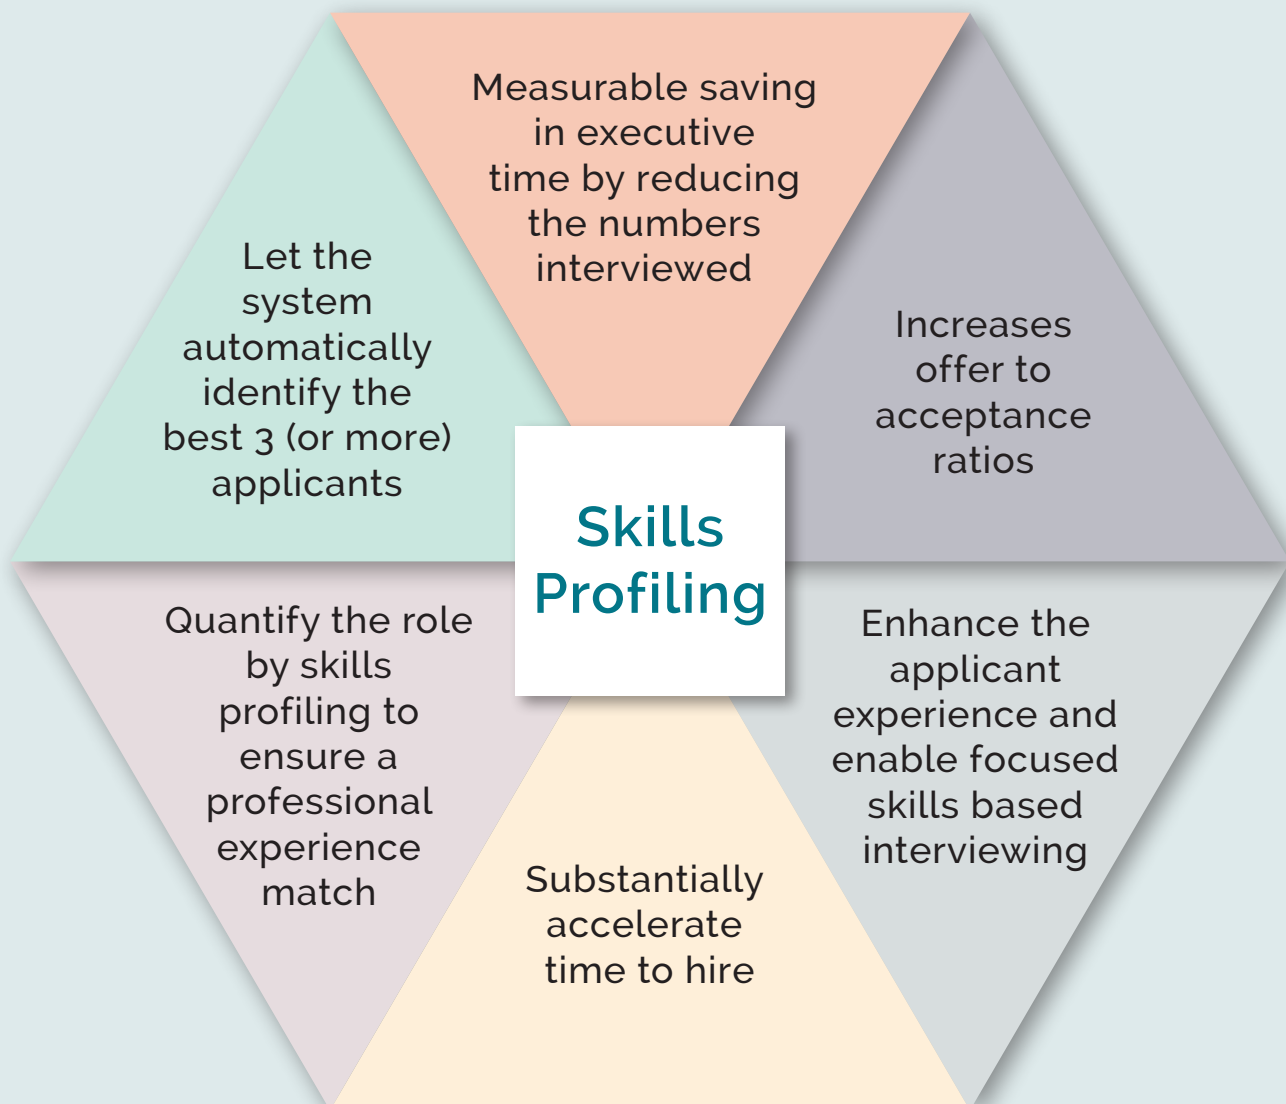 Measurable saving
in executive
time by reducing
the numbers
interviewed
Let the
system
automatically
identify the
best 3 (or more)
applicants
Increases
offer to
acceptance
ratios
Skills
Profiling
Quantify the role
by skills
profiling to
ensure a
professional
experience
match
Enhance the
applicant
experience and
enable focused
skills based
interviewing
Substantially
accelerate
time to hire